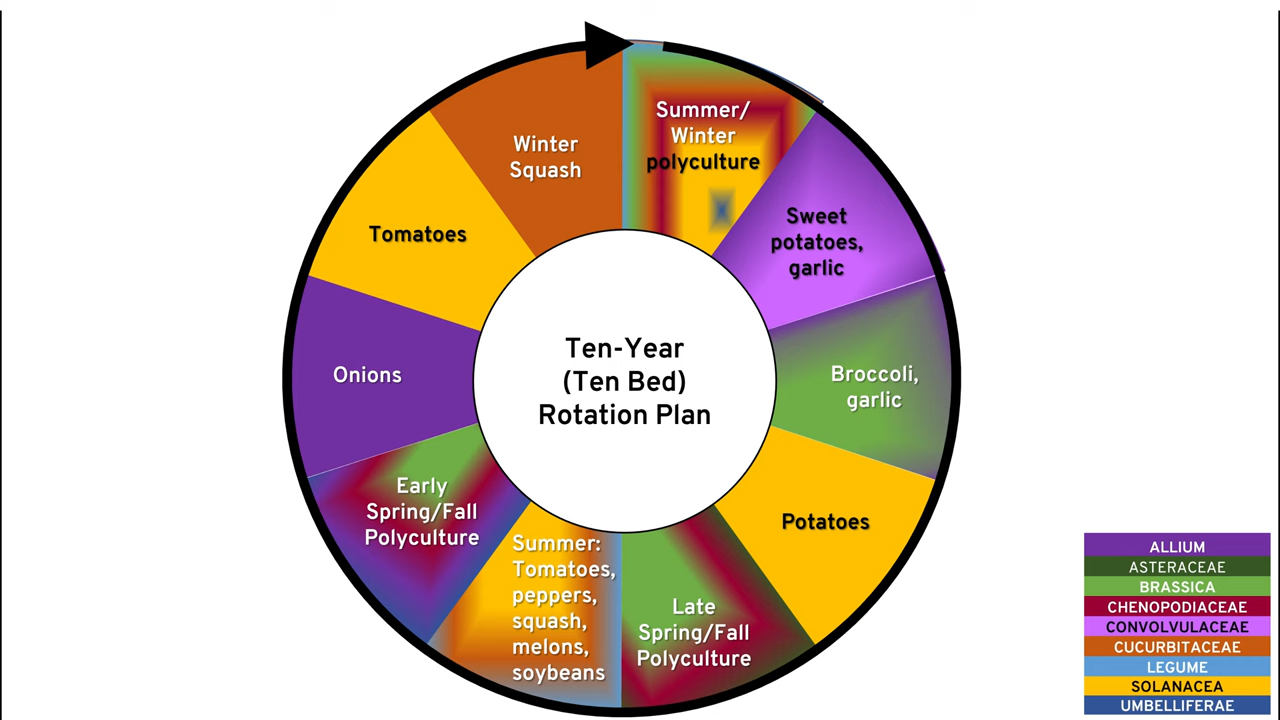 Summer/
Winter
polyculture
Sweet
potatoes,
garlic
Broccoli,
garlic
Potatoes
Late
Spring/Fall
Polyculture
Summer:
Tomatoes,
peppers,
squash,
melons,
soybeans
Early
Spring/Fall
Polyculture
Onions
Tomatoes
Winter
Squash
Ten-Year
(Ten Bed)
Rotation Plan
ALLIUM
ASTERACEAE
BRASSICA
CHENOPODIACEAE
CONVOLVULACEAE
CUCURBITACEAE
LEGUME
SOLANACEA
UMBELLIFERAE